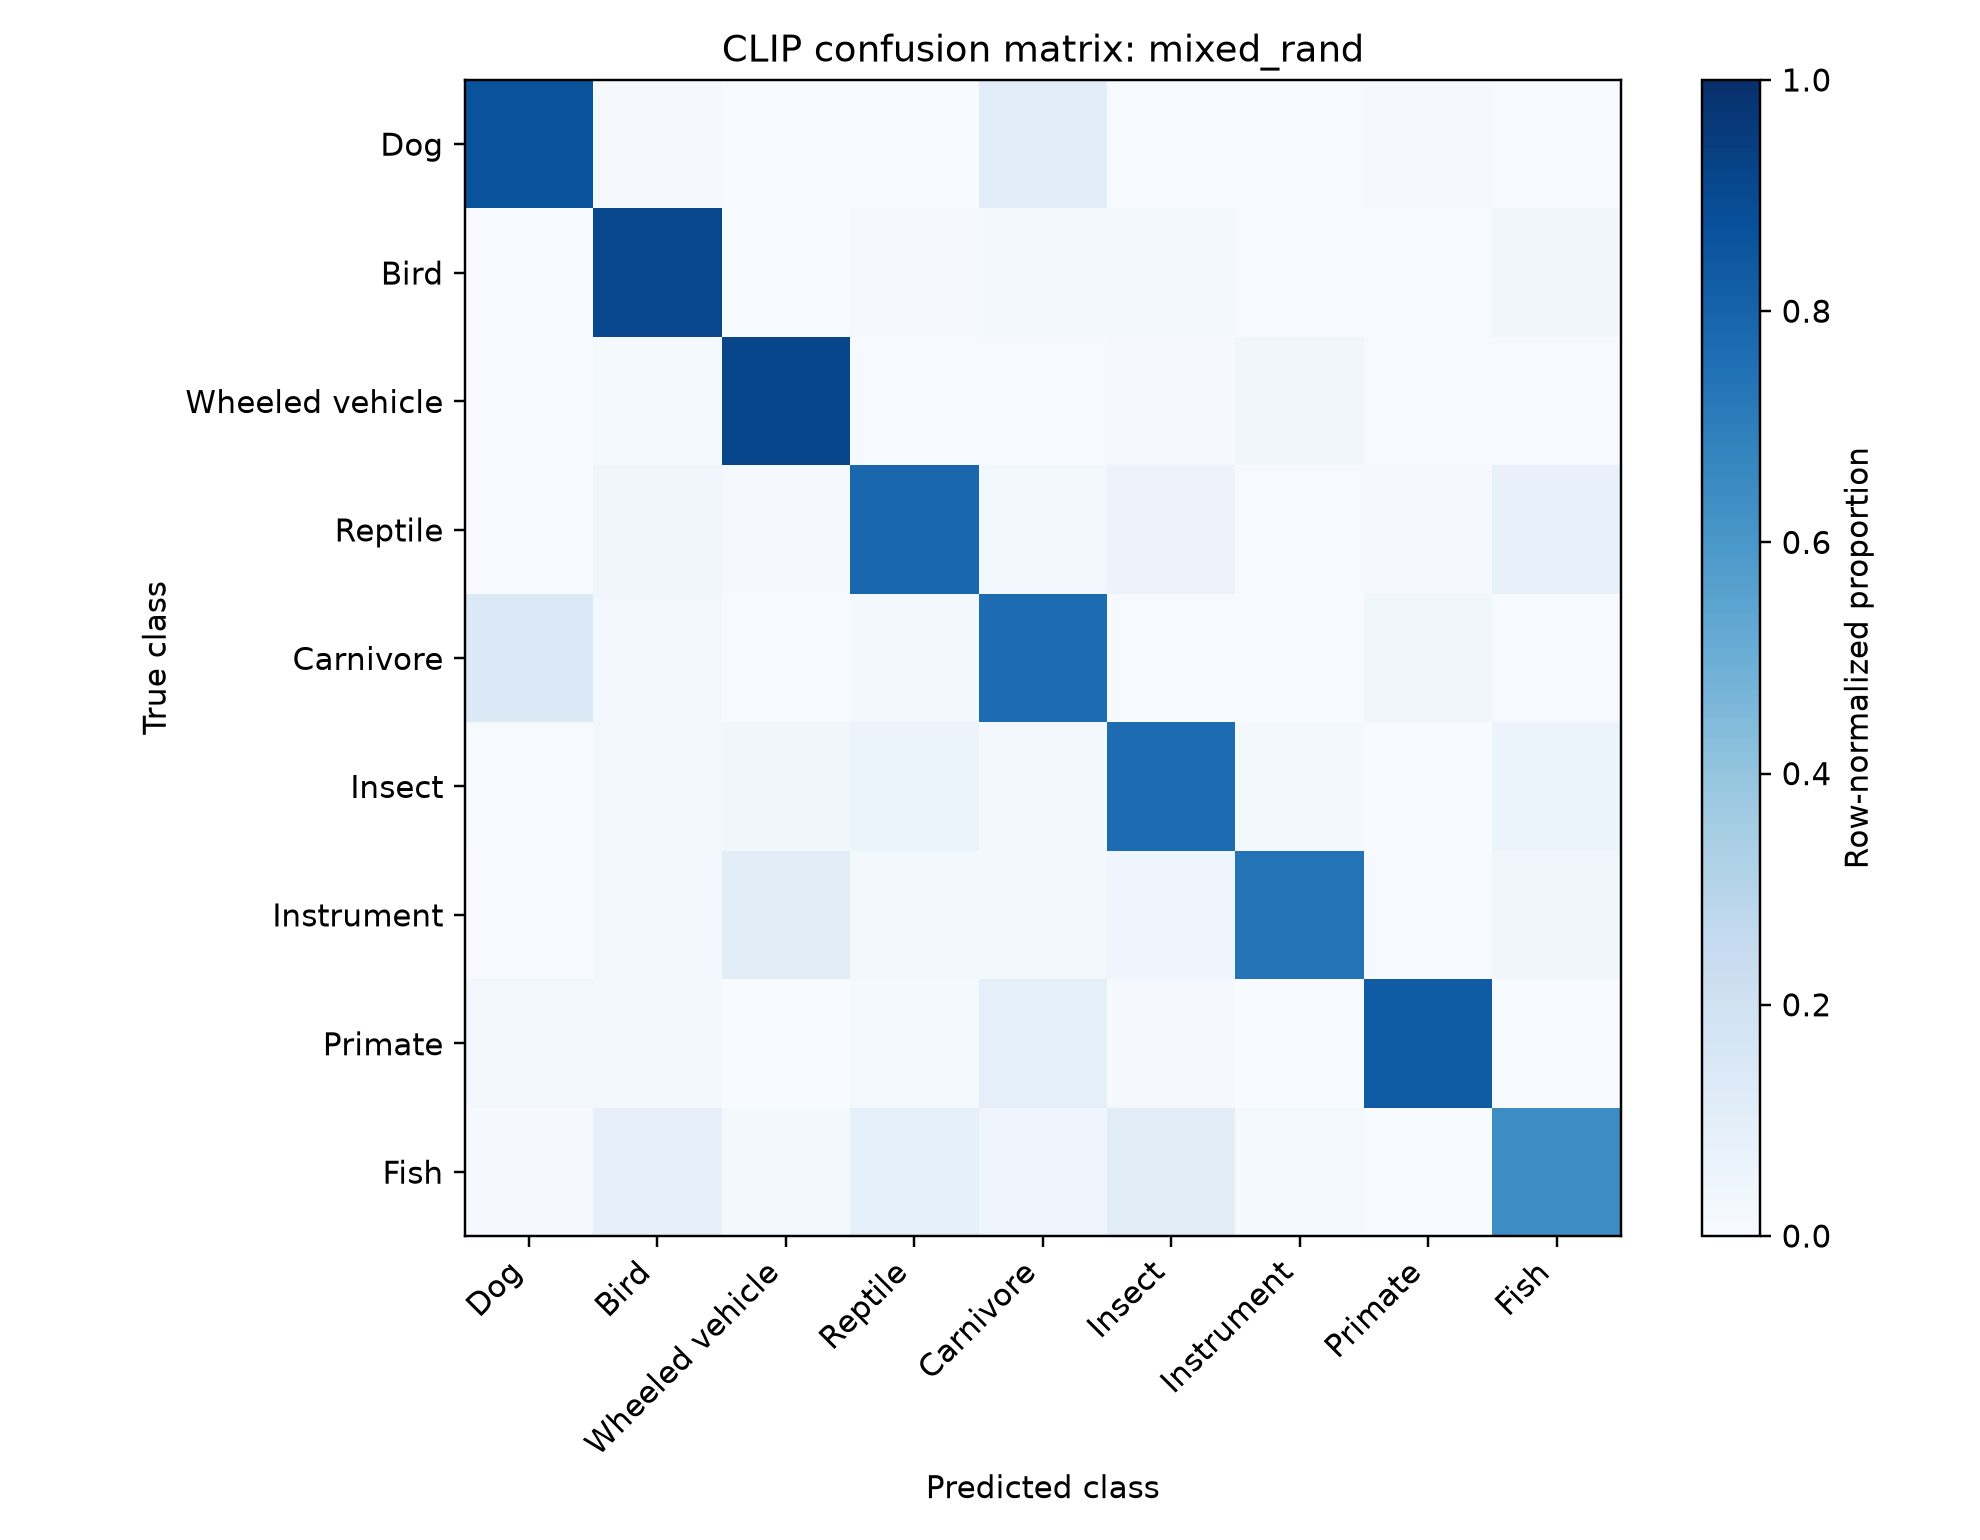 CLIP confusion matrix: mixed_rand
Dog
Bird
Wheeled vehicle
Reptile
Carnivore
Insect
Instrument
Primate
Fish
True class
Dog
Bird
Wheeled vehicle
Reptile
Carnivore
Insect
Instrument
Primate
Fish
Predicted class
1.0
0.8
0.6
0.4
0.2
0.0
Row-normalized proportion